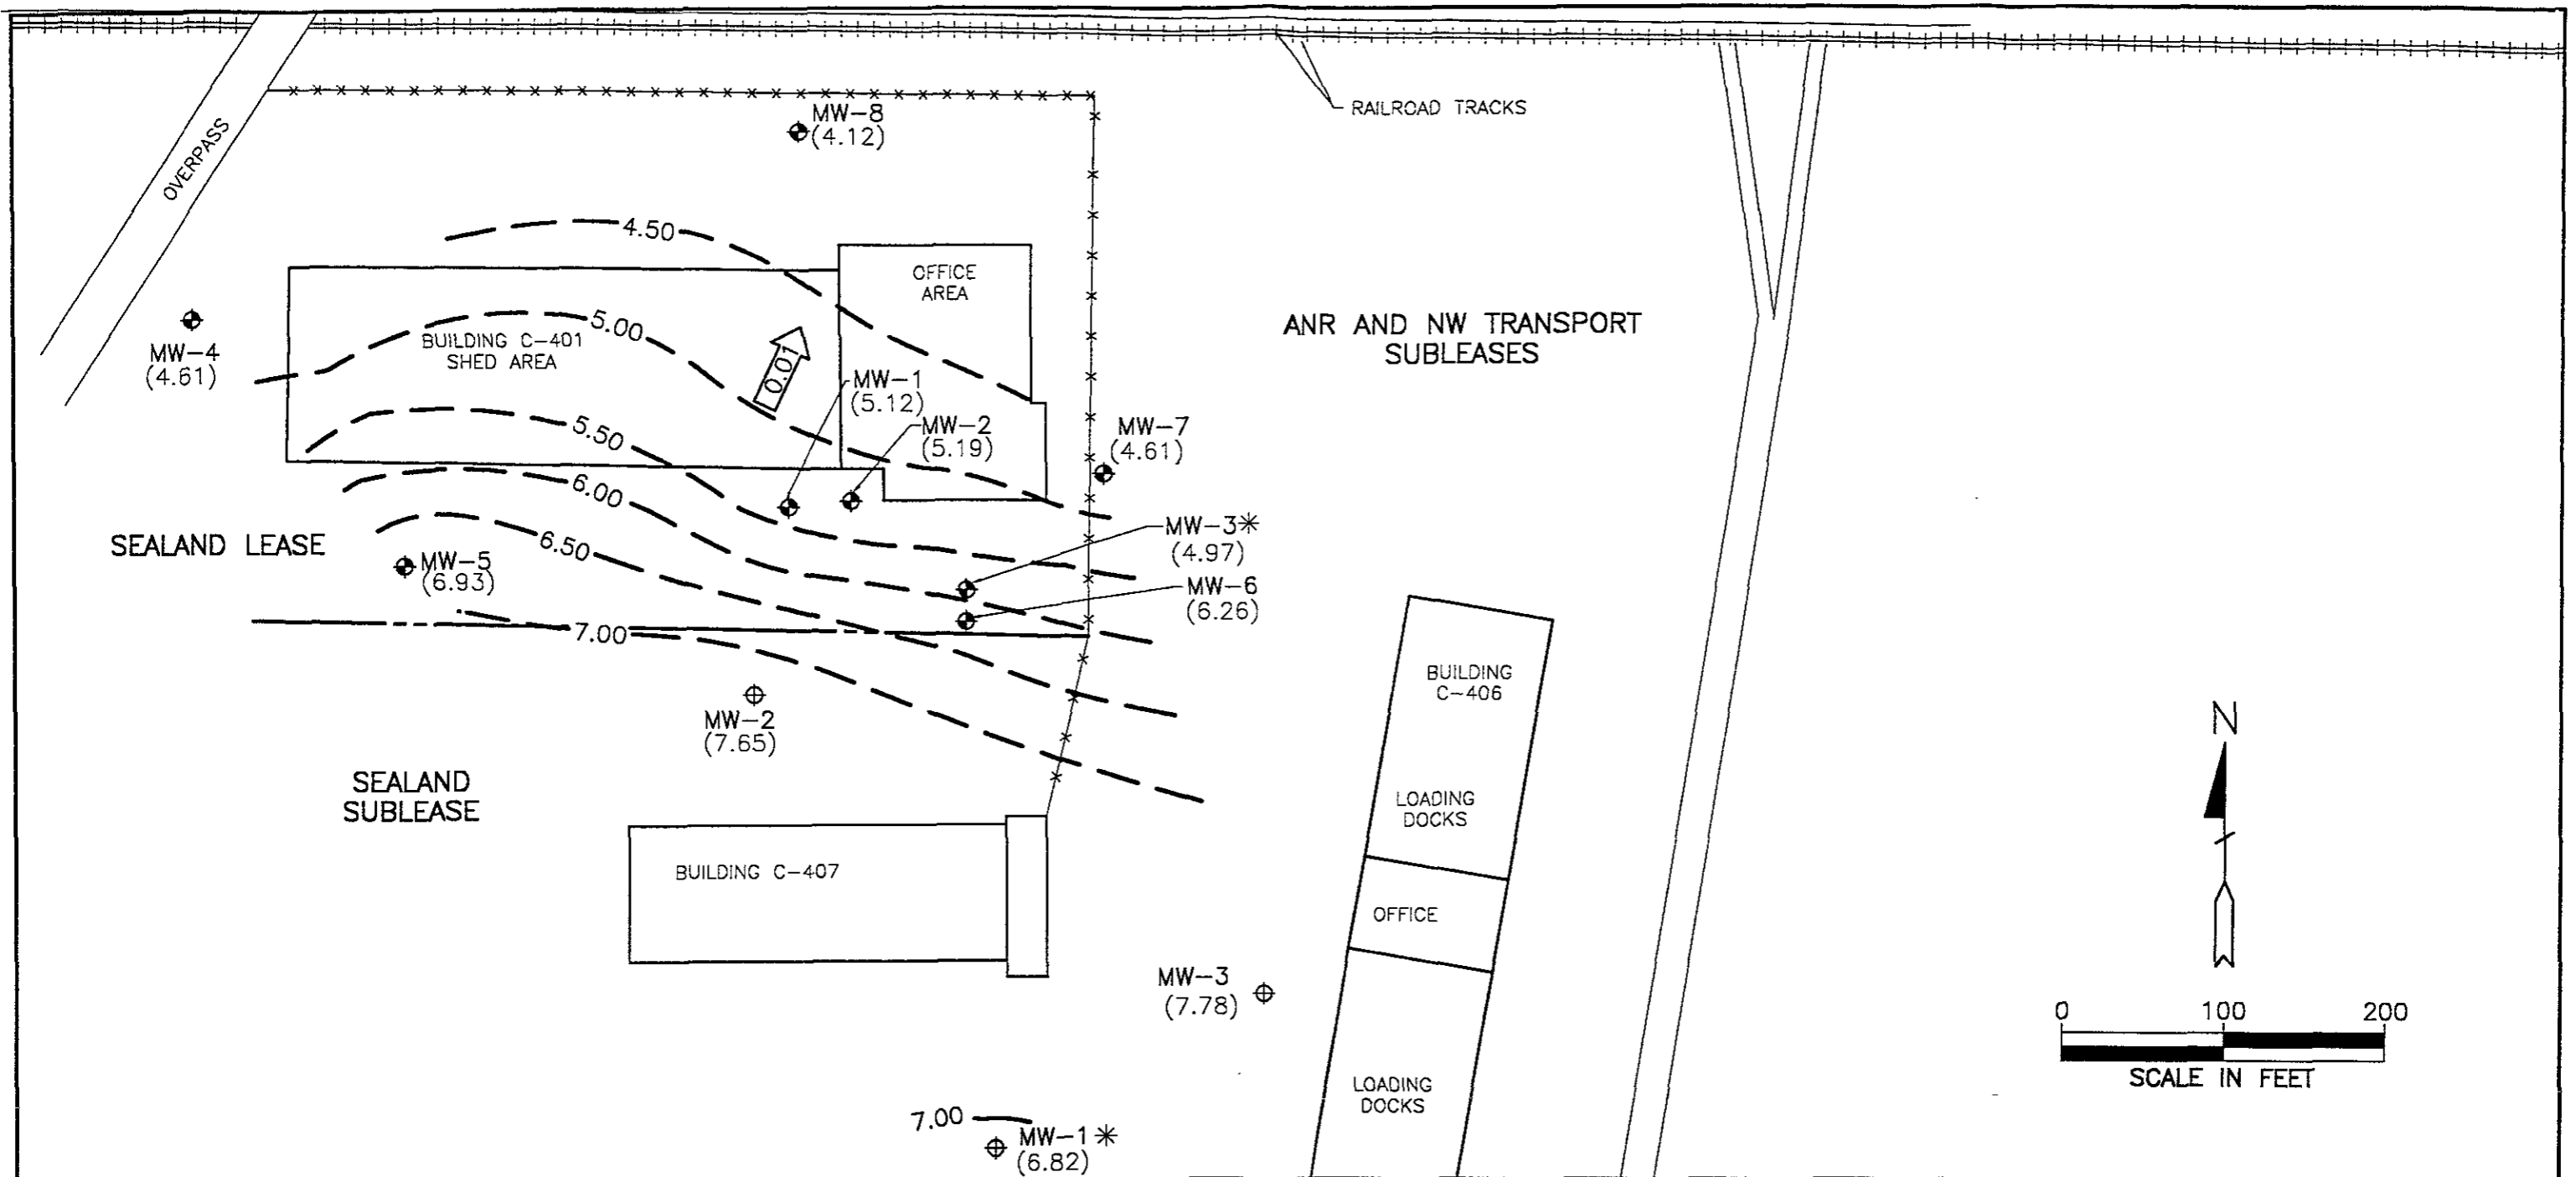 RAILROAD TRACKS
MW-8
(4.12)
OVERPASS
4.50
OFFICE
AREA
ANR AND NW TRANSPORT
SUBLEASES
5.00
BUILDING C-401
SHED AREA
MW-4
(4.61)
0.01
MW-1
(5.12)
MW-2
(5.19)
MW-7
(4.61)
5.50
6.00
MW-3*
(4.97)
SEALAND LEASE
6.50
MW-5
(6.93)
MW-6
(6.26)
7.00
BUILDING
C-406
MW-2
(7.65)
N
SEALAND
SUBLEASE
LOADING
DOCKS
BUILDING C-407
OFFICE
MW-3
(7.78)
0 100 200
SCALE IN FEET
LOADING
DOCKS
7.00
MW-1*
(6.82)